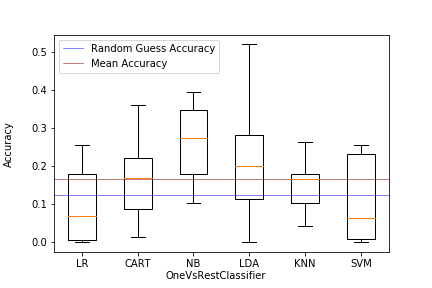 Random Guess Accuracy
Mean Accuracy
Accuracy
0.5
0.4
0.3
0.2
0.1
0.0
LR CART NB LDA KNN SVM
OneVsRestClassifier